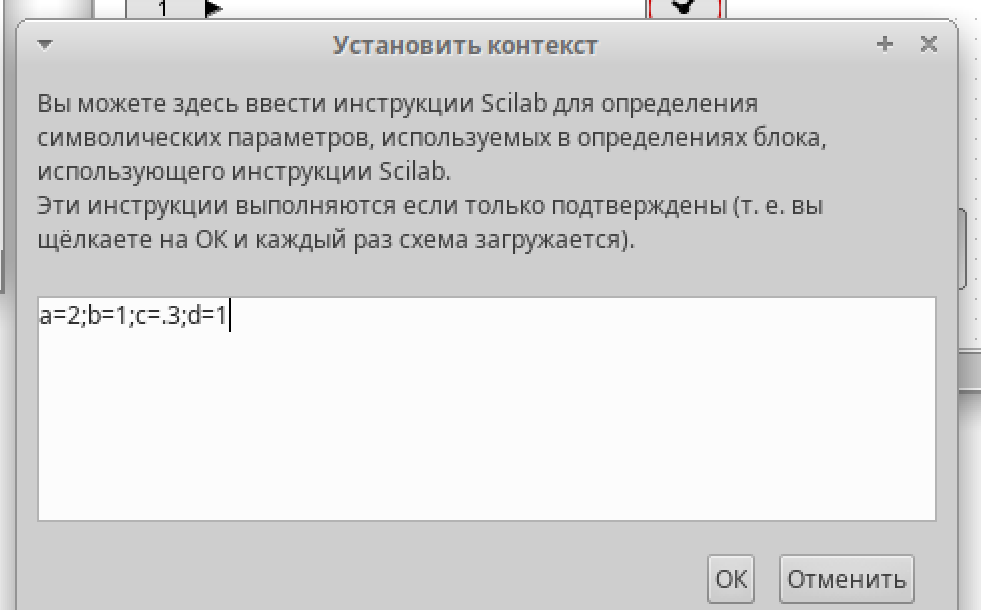 1
Установить контекст
Вы можете здесь ввести инструкции Scilab для определения
символических параметров, используемых в определениях блока,
использующего инструкции Scilab.
Эти инструкции выполняются если только подтверждены (т. е. вы
щёлкаете на ОК и каждый раз схема загружается).
a=2;b=1;c=.3;d=1
ОК
Отменить